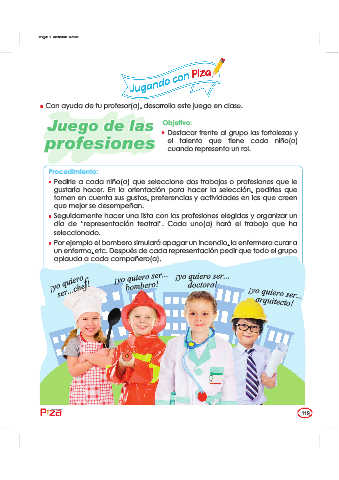 Jugando con Piza
Con ayuda de tu profesor(a), desarrolla este juego en clase.
Juego de las
profesiones
Objetivo:
Destacar frente al grupo las fortalezas y
el talento que tiene cada niño(a)
cuando representa un rol.
Procedimiento:
Pedirle a cada niño(a) que seleccione dos trabajos o profesiones que le
gustaría hacer. En la orientación para hacer la selección, pedirles que
tomen en cuenta sus gustos, preferencias y actividades en las que creen
que mejor se desempeñan.
Seguidamente hacer una lista con las profesiones elegidas y organizar un
día de "representación teatral". Cada uno(a) hará el trabajo que ha
seleccionado.
Por ejemplo el bombero simulará apagar un incendio, la enfermera curar a
un enfermo, etc. Después de cada representación pedir que todo el grupo
aplauda a cada compañero(a).
¡yo quiero
ser...chef!
¡yo quiero ser...
bombero!
¡yo quiero ser...
doctora!
¡yo quiero ser...
arquitecto!
Piza
115